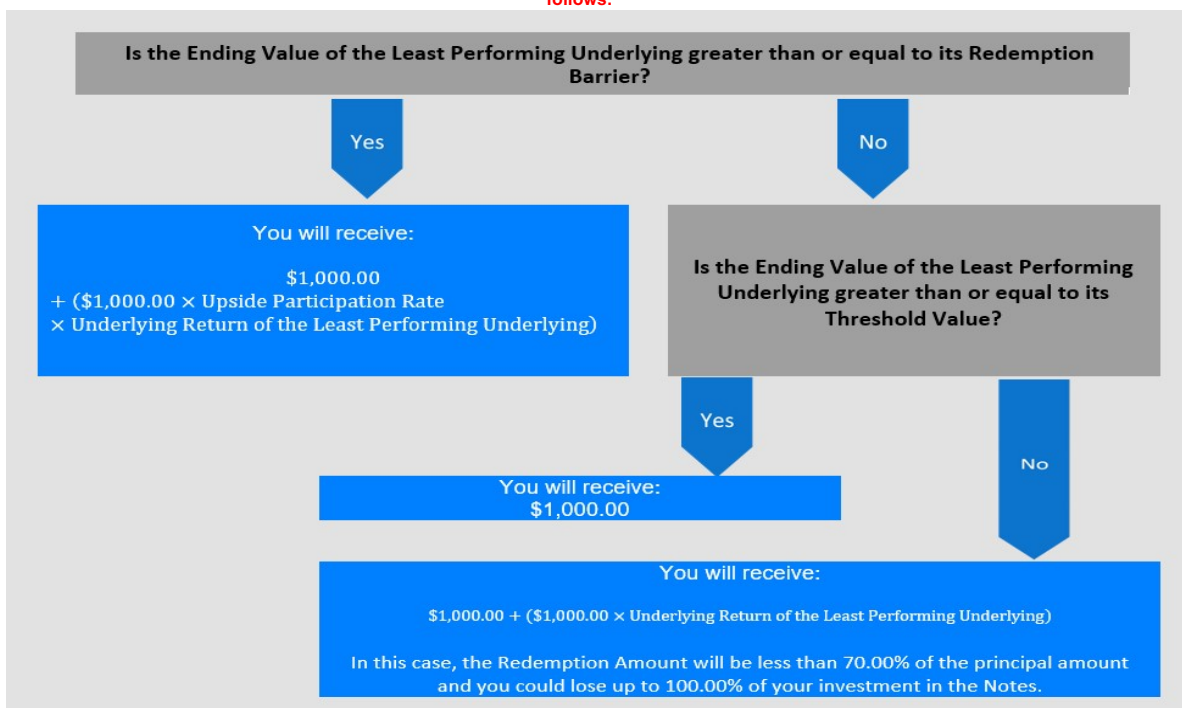 follows:
Is the Ending Value of the Least Performing Underlying greater than or equal to its Redemption
Barrier?
Yes
No
You will receive:
$1,000.00
+ ($1,000.00 × Upside Participation Rate
× Underlying Return of the Least Performing Underlying)
Is the Ending Value of the Least Performing
Underlying greater than or equal to its
Threshold Value?
Yes
No
You will receive:
$1,000.00
You will receive:
$1,000.00 + ($1,000.00 × Underlying Return of the Least Performing Underlying)
In this case, the Redemption Amount will be less than 70.00% of the principal amount
and you could lose up to 100.00% of your investment in the Notes.